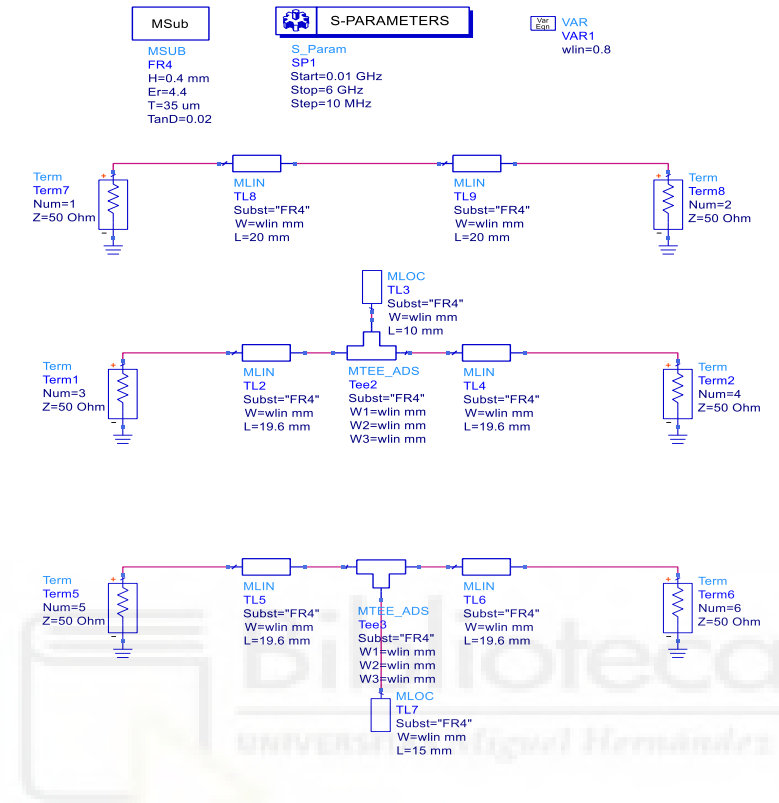 MSub
MSUB
FR4
H=0.4 mm
Er=4.4
T=35 um
TanD=0.02
S-PARAMETERS
S_Param
SP1
Start=0.01 GHz
Stop=6 GHz
Step=10 MHz
Var
Eqn
VAR
VAR1
wlin=0.8
Term
Term7
Num=1
Z=50 Ohm
MLIN
TL8
Subst="FR4"
W=wlin mm
L=20 mm
MLIN
TL9
Subst="FR4"
W=wlin mm
L=20 mm
Term
Term8
Num=2
Z=50 Ohm
MLOC
TL3
Subst="FR4"
W=wlin mm
L=10 mm
Term
Term1
Num=3
Z=50 Ohm
MLIN
TL2
Subst="FR4"
W=wlin mm
L=19.6 mm
MTEE_ADS
Tee2
Subst="FR4"
W1=wlin mm
W2=wlin mm
W3=wlin mm
MLIN
TL4
Subst="FR4"
W=wlin mm
L=19.6 mm
Term
Term2
Num=4
Z=50 Ohm
Term
Term5
Num=5
Z=50 Ohm
MLIN
TL5
Subst="FR4"
W=wlin mm
L=19.6 mm
MTEE_ADS
Tee3
Subst="FR4"
W1=wlin mm
W2=wlin mm
W3=wlin mm
MLIN
TL6
Subst="FR4"
W=wlin mm
L=19.6 mm
Term
Term6
Num=6
Z=50 Ohm
MLOC
TL7
Subst="FR4"
W=wlin mm
L=15 mm
Biblioteca
Miguel Hernández